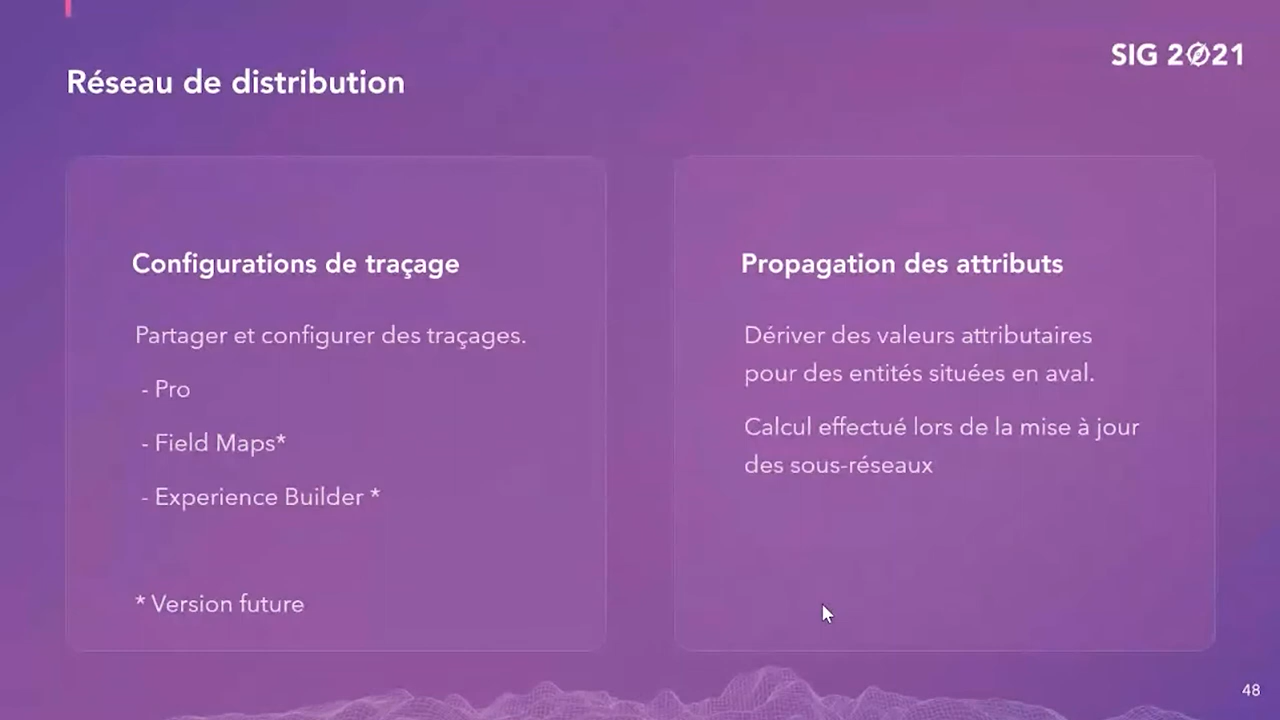 SIG 2021
Réseau de distribution
Configurations de traçage
Partager et configurer des traçages.
- Pro
- Field Maps*
- Experience Builder *
* Version future
Propagation des attributs
Dériver des valeurs attributaires
pour des entités situées en aval.
Calcul effectué lors de la mise à jour
des sous-réseaux
48